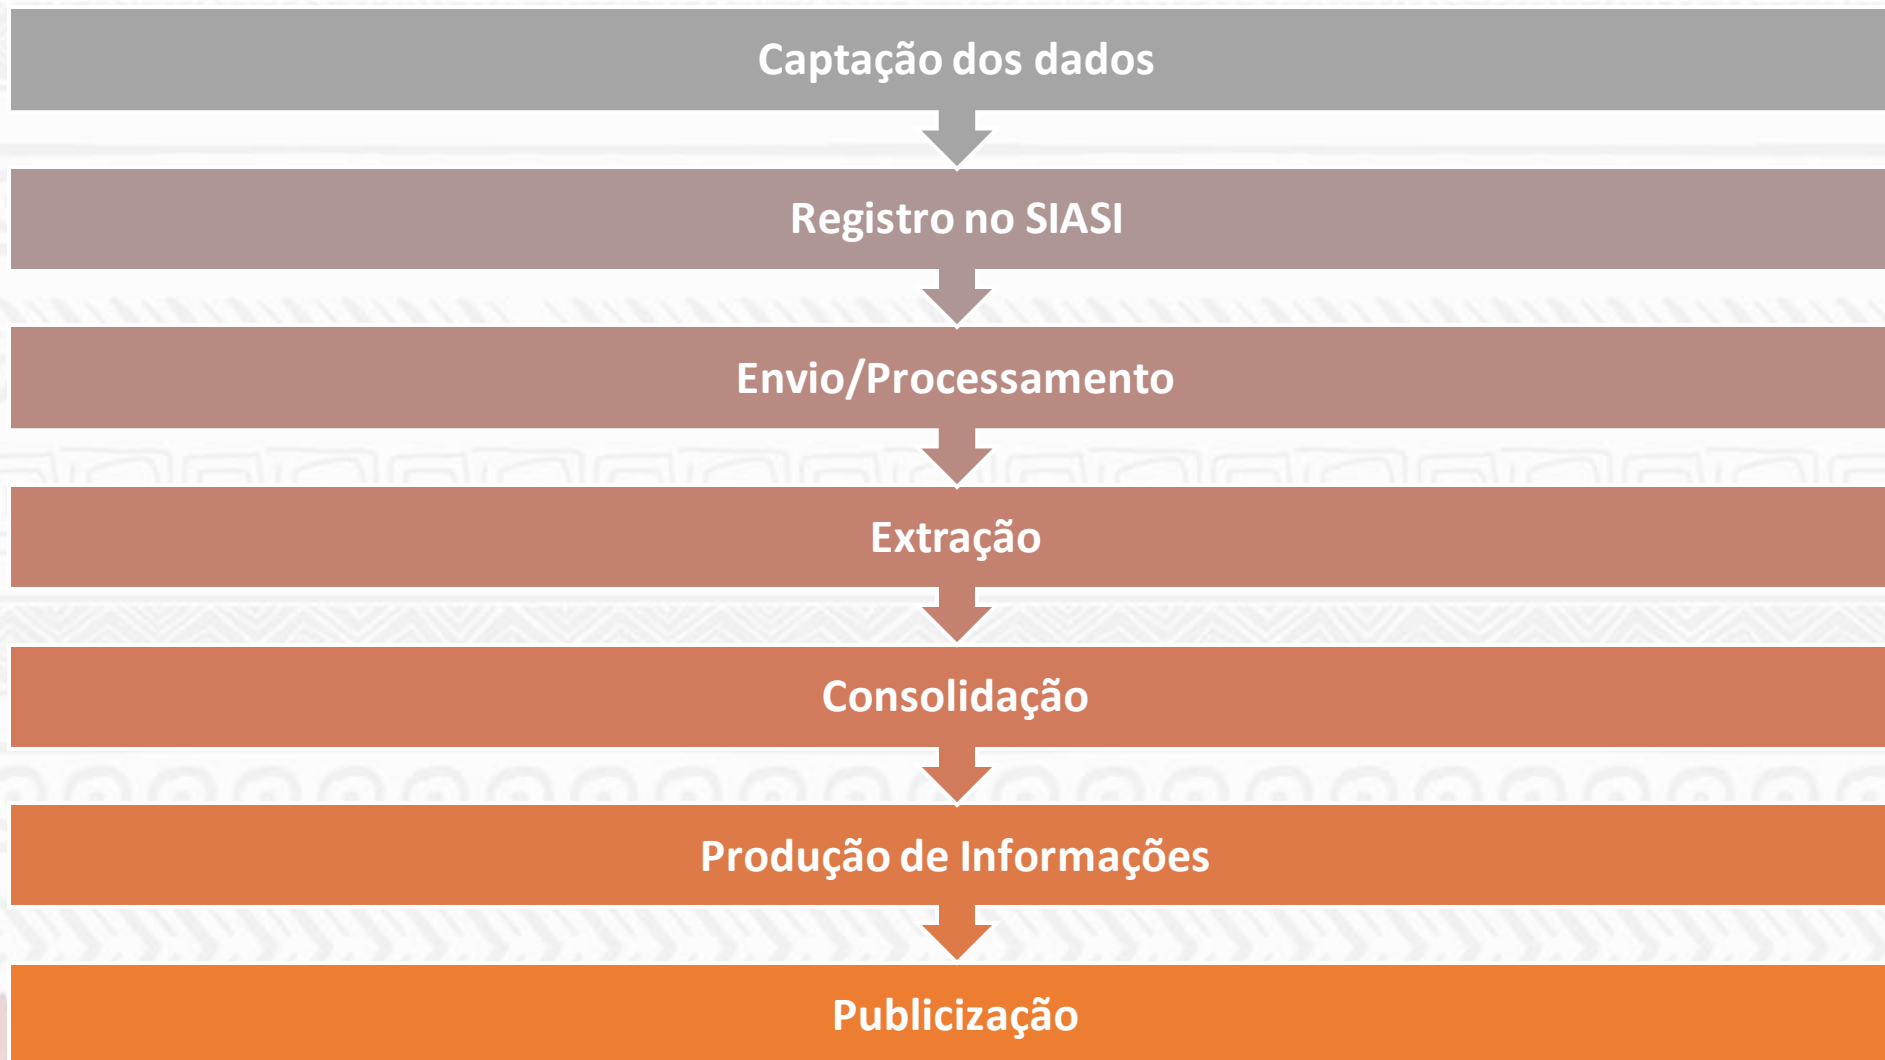 Captação dos dados
Registro no SIASI
Envio/Processamento
Extração
Consolidação
Produção de Informações
Publicização